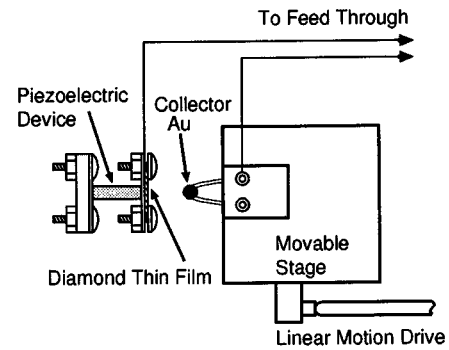 To Feed Through
Piezoelectric
Device
Collector
Au
Movable
Stage
Diamond Thin Film
Linear Motion Drive